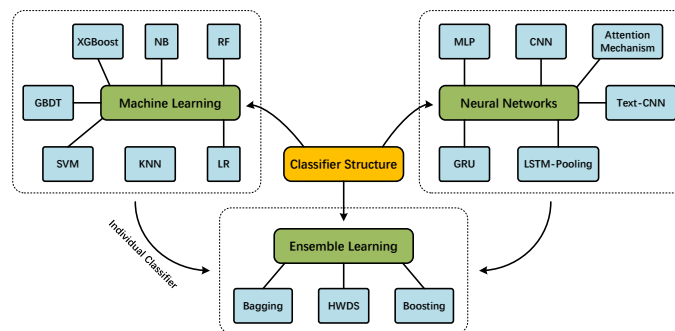 XGBoost
NB
RF
GBDT
Machine Learning
SVM
KNN
LR
MLP
CNN
Attention
Mechanism
Neural Networks
Text-CNN
GRU
LSTM-Pooling
Classifier Structure
Individual Classifier
Ensemble Learning
Bagging
HWDS
Boosting